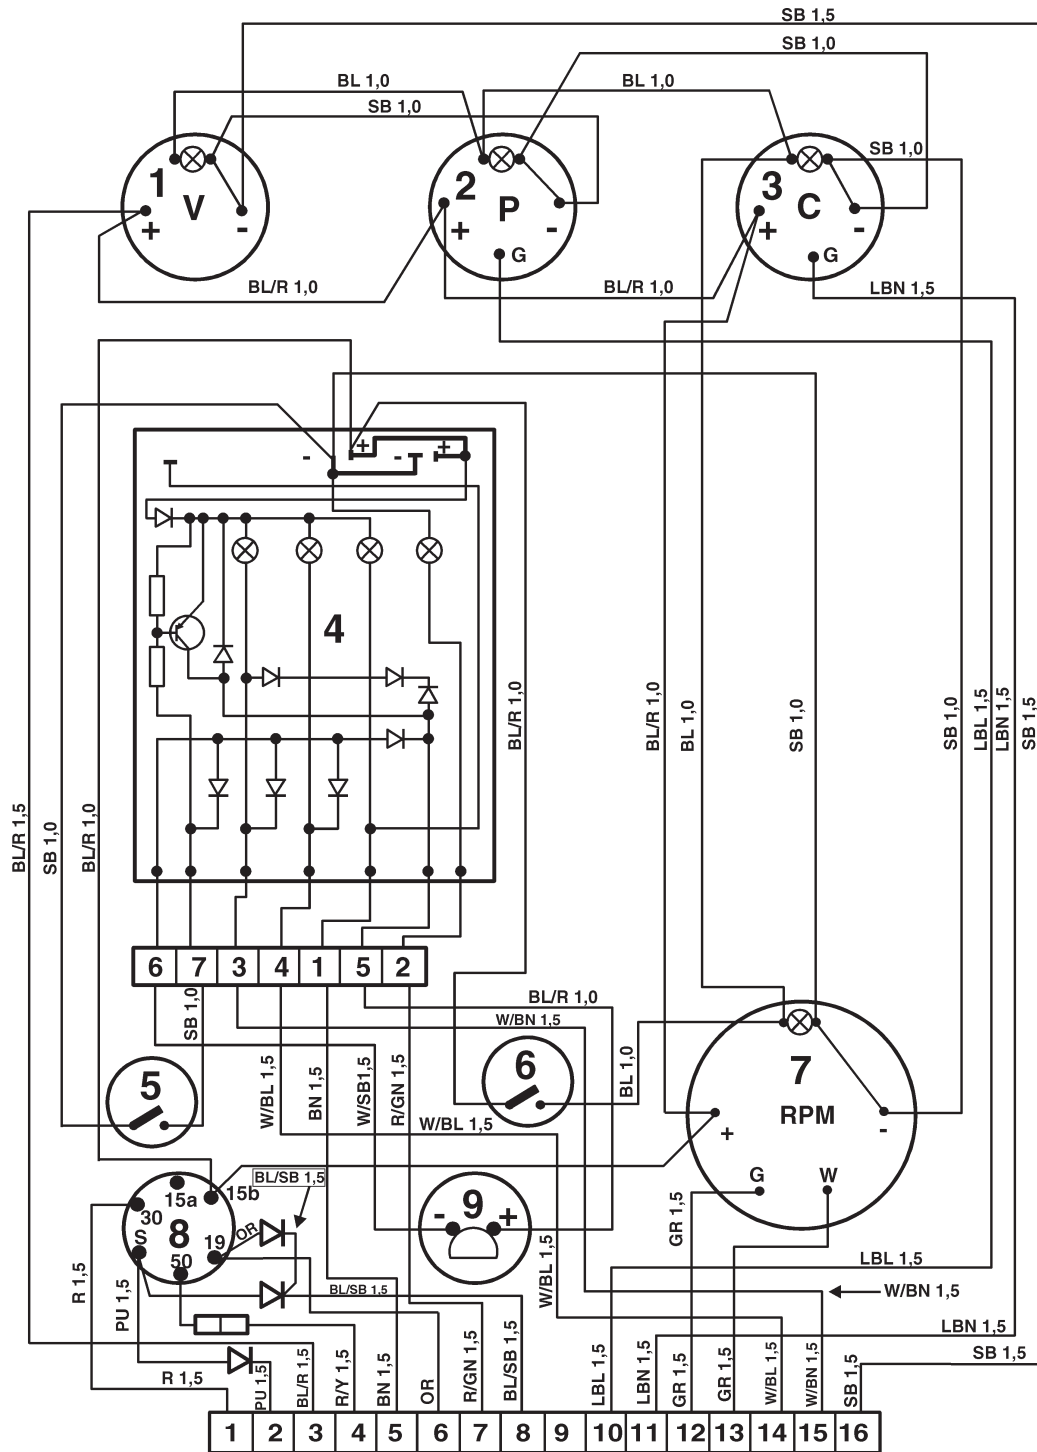 SB 1,5
SB 1,0
BL 1,0
BL 1,0
SB 1,0
SB 1,0
1
V
+
-
2
P
+
-
G
3
C
+
-
G
BL/R 1,0
BL/R 1,0
LBN 1,5
-
+
-
+
4
BL/R 1,0
BL/R 1,0
BL 1,0
SB 1,0
SB 1,0
LBL 1,5
LBN 1,5
SB 1,5
BL/R 1,5
SB 1,0
BL/R 1,0
6 7 3 4 1 5 2
SB 1,0
BL/R 1,0
W/BN 1,5
W/BL 1,5
BN 1,5
W/SB1,5
R/GN 1,5
W/BL 1,5
5
6
BL 1,0
7
RPM
+
-
G
W
15a
15b
30
S
8
19
50
OR
BL/SB 1,5
9
-
+
GR 1,5
R 1,5
PU 1,5
BL/SB 1,5
W/BL 1,5
LBL 1,5
W/BN 1,5
LBN 1,5
SB 1,5
R 1,5
PU 1,5
BL/R 1,5
R/Y 1,5
BN 1,5
OR
R/GN 1,5
BL/SB 1,5
LBL 1,5
LBN 1,5
GR 1,5
GR 1,5
W/BL 1,5
W/BN 1,5
SB 1,5
1 2 3 4 5 6 7 8 9 10 11 12 13 14 15 16